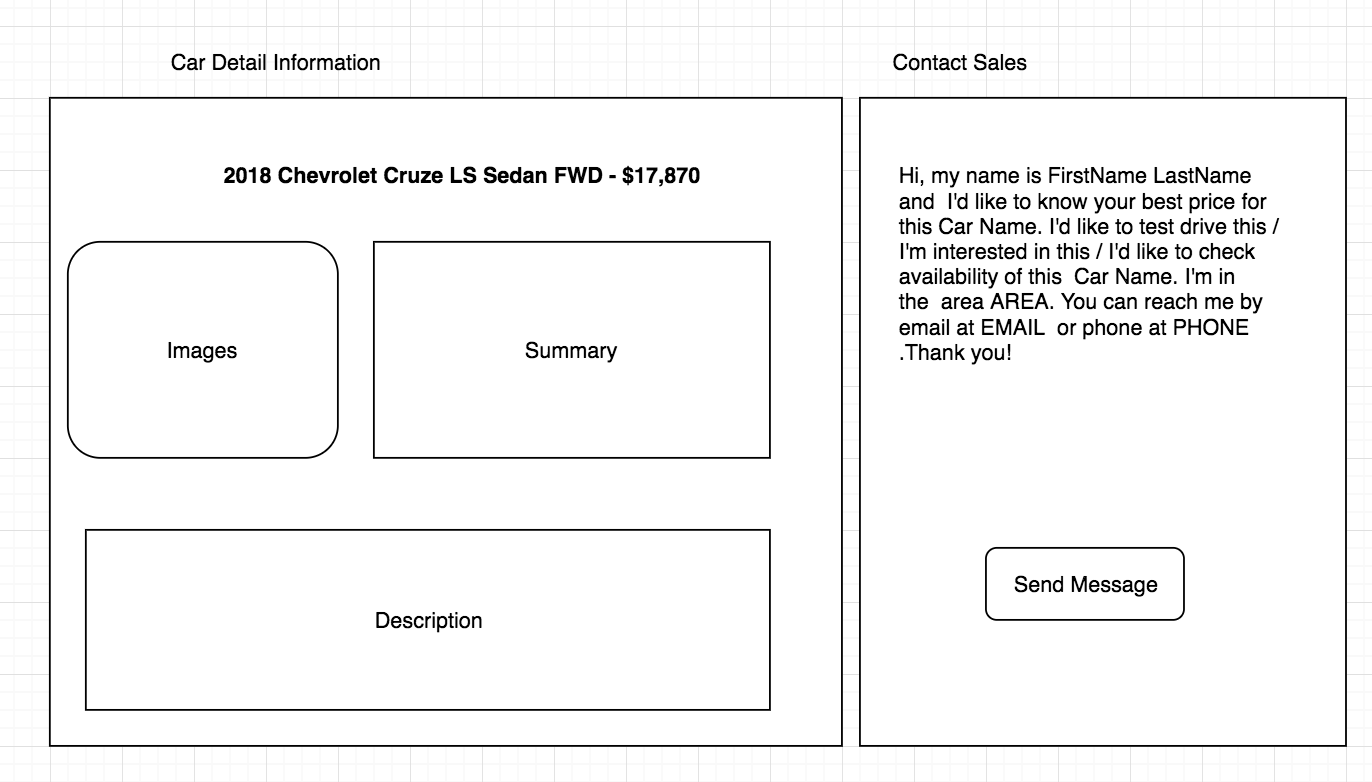 Car Detail Information
Contact Sales
2018 Chevrolet Cruze LS Sedan FWD - $17,870
Images
Summary
Description
Hi, my name is FirstName LastName
and  I'd like to know your best price for
this Car Name. I'd like to test drive this /
I'm interested in this / I'd like to check
availability of this  Car Name. I'm in
the  area AREA. You can reach me by
email at EMAIL  or phone at PHONE
.Thank you!
Send Message